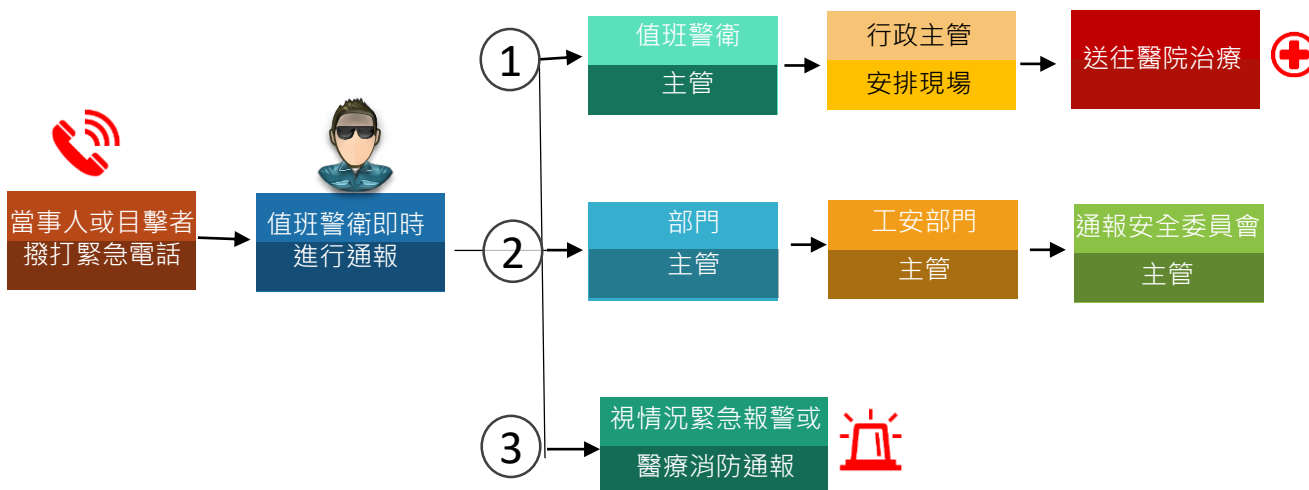 當事人或目擊者
撥打緊急電話
值班警衛即時
進行通報
1
值班警衛
主管
行政主管
安排現場
送往醫院治療
2
部門
主管
工安部門
主管
通報安全委員會
主管
3
視情況緊急報警或
醫療消防通報